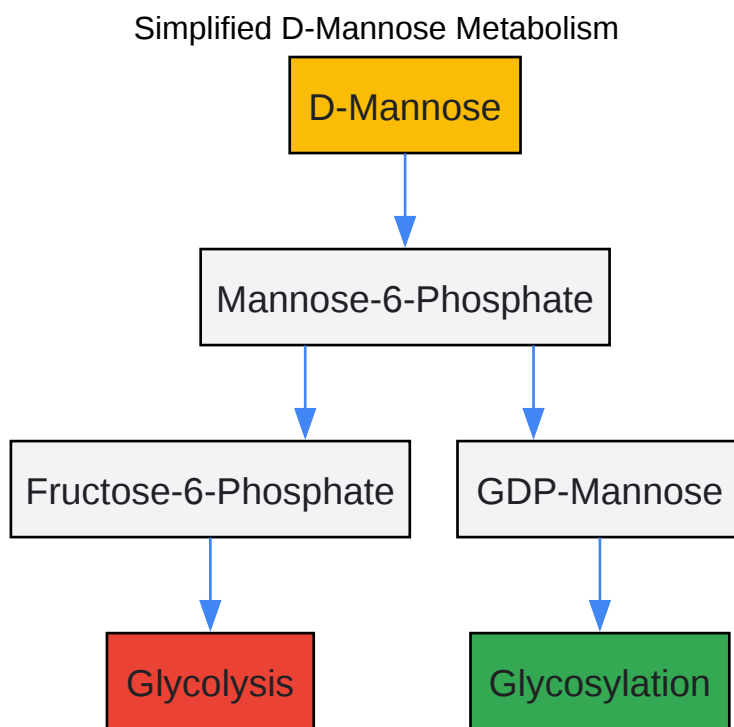 Simplified D-Mannose Metabolism
D-Mannose
Mannose-6-Phosphate
Fructose-6-Phosphate
GDP-Mannose
Glycolysis
Glycosylation